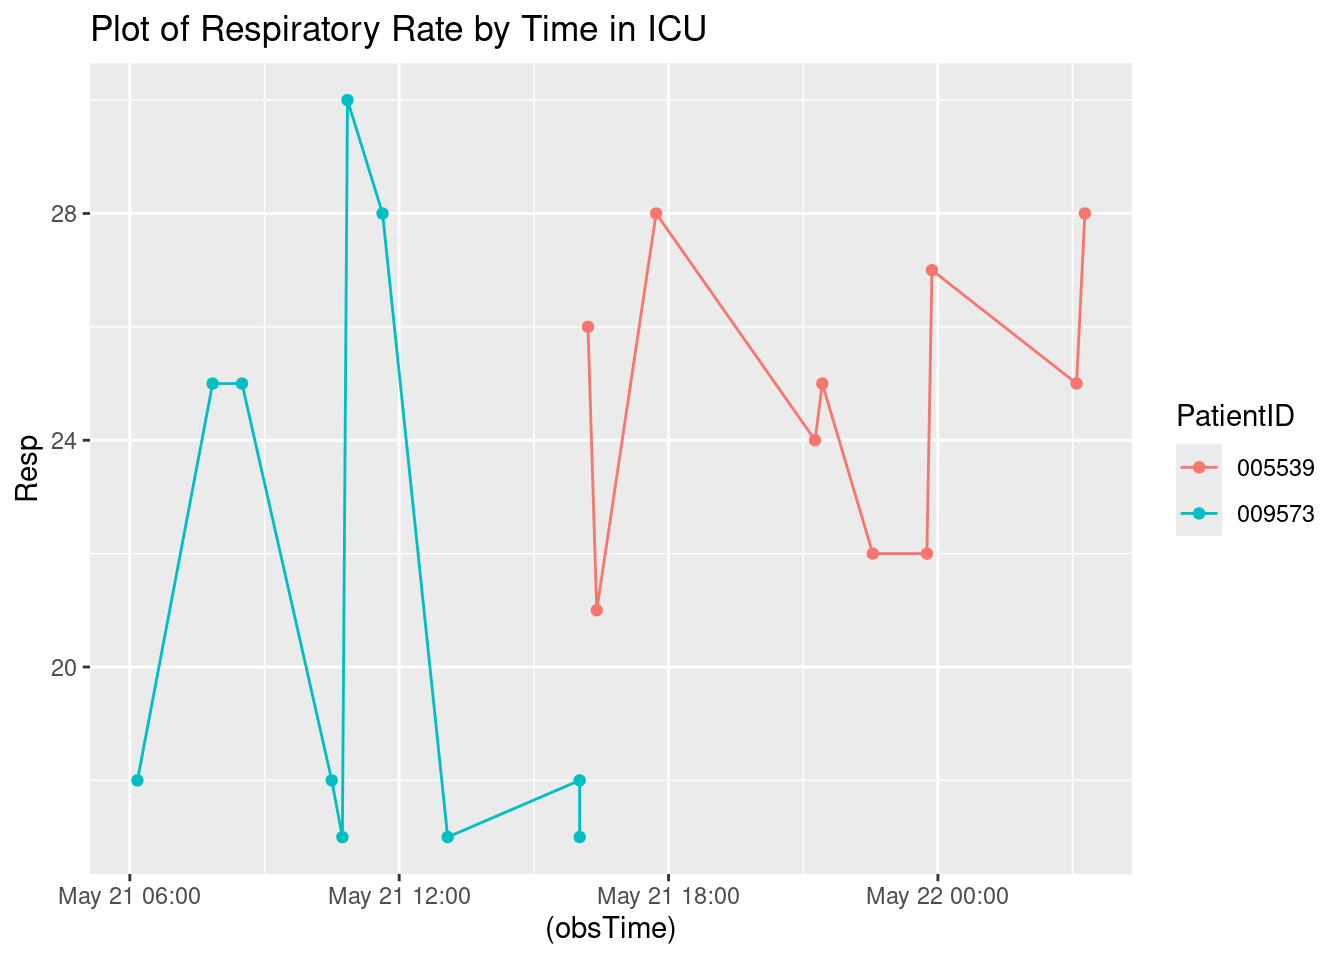 Plot of Respiratory Rate by Time in ICU
Resp
28
24
20
May 21 06:00 May 21 12:00 May 21 18:00 May 22 00:00
(obsTime)
PatientID
005539
009573